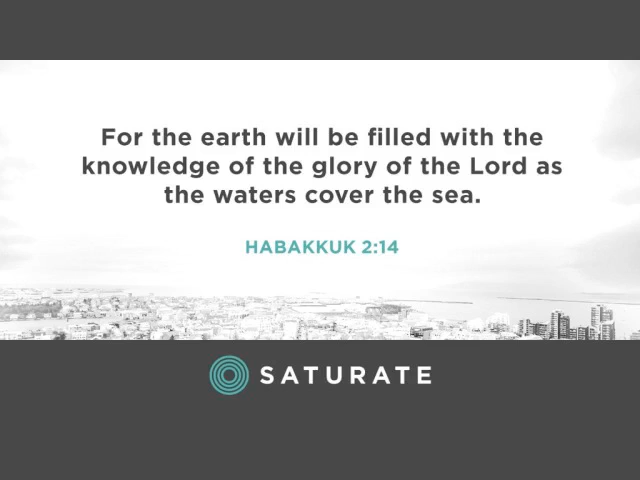 For the earth will be filled with the
knowledge of the glory of the Lord as
the waters cover the sea.
HABAKKUK 2:14
SATURATE